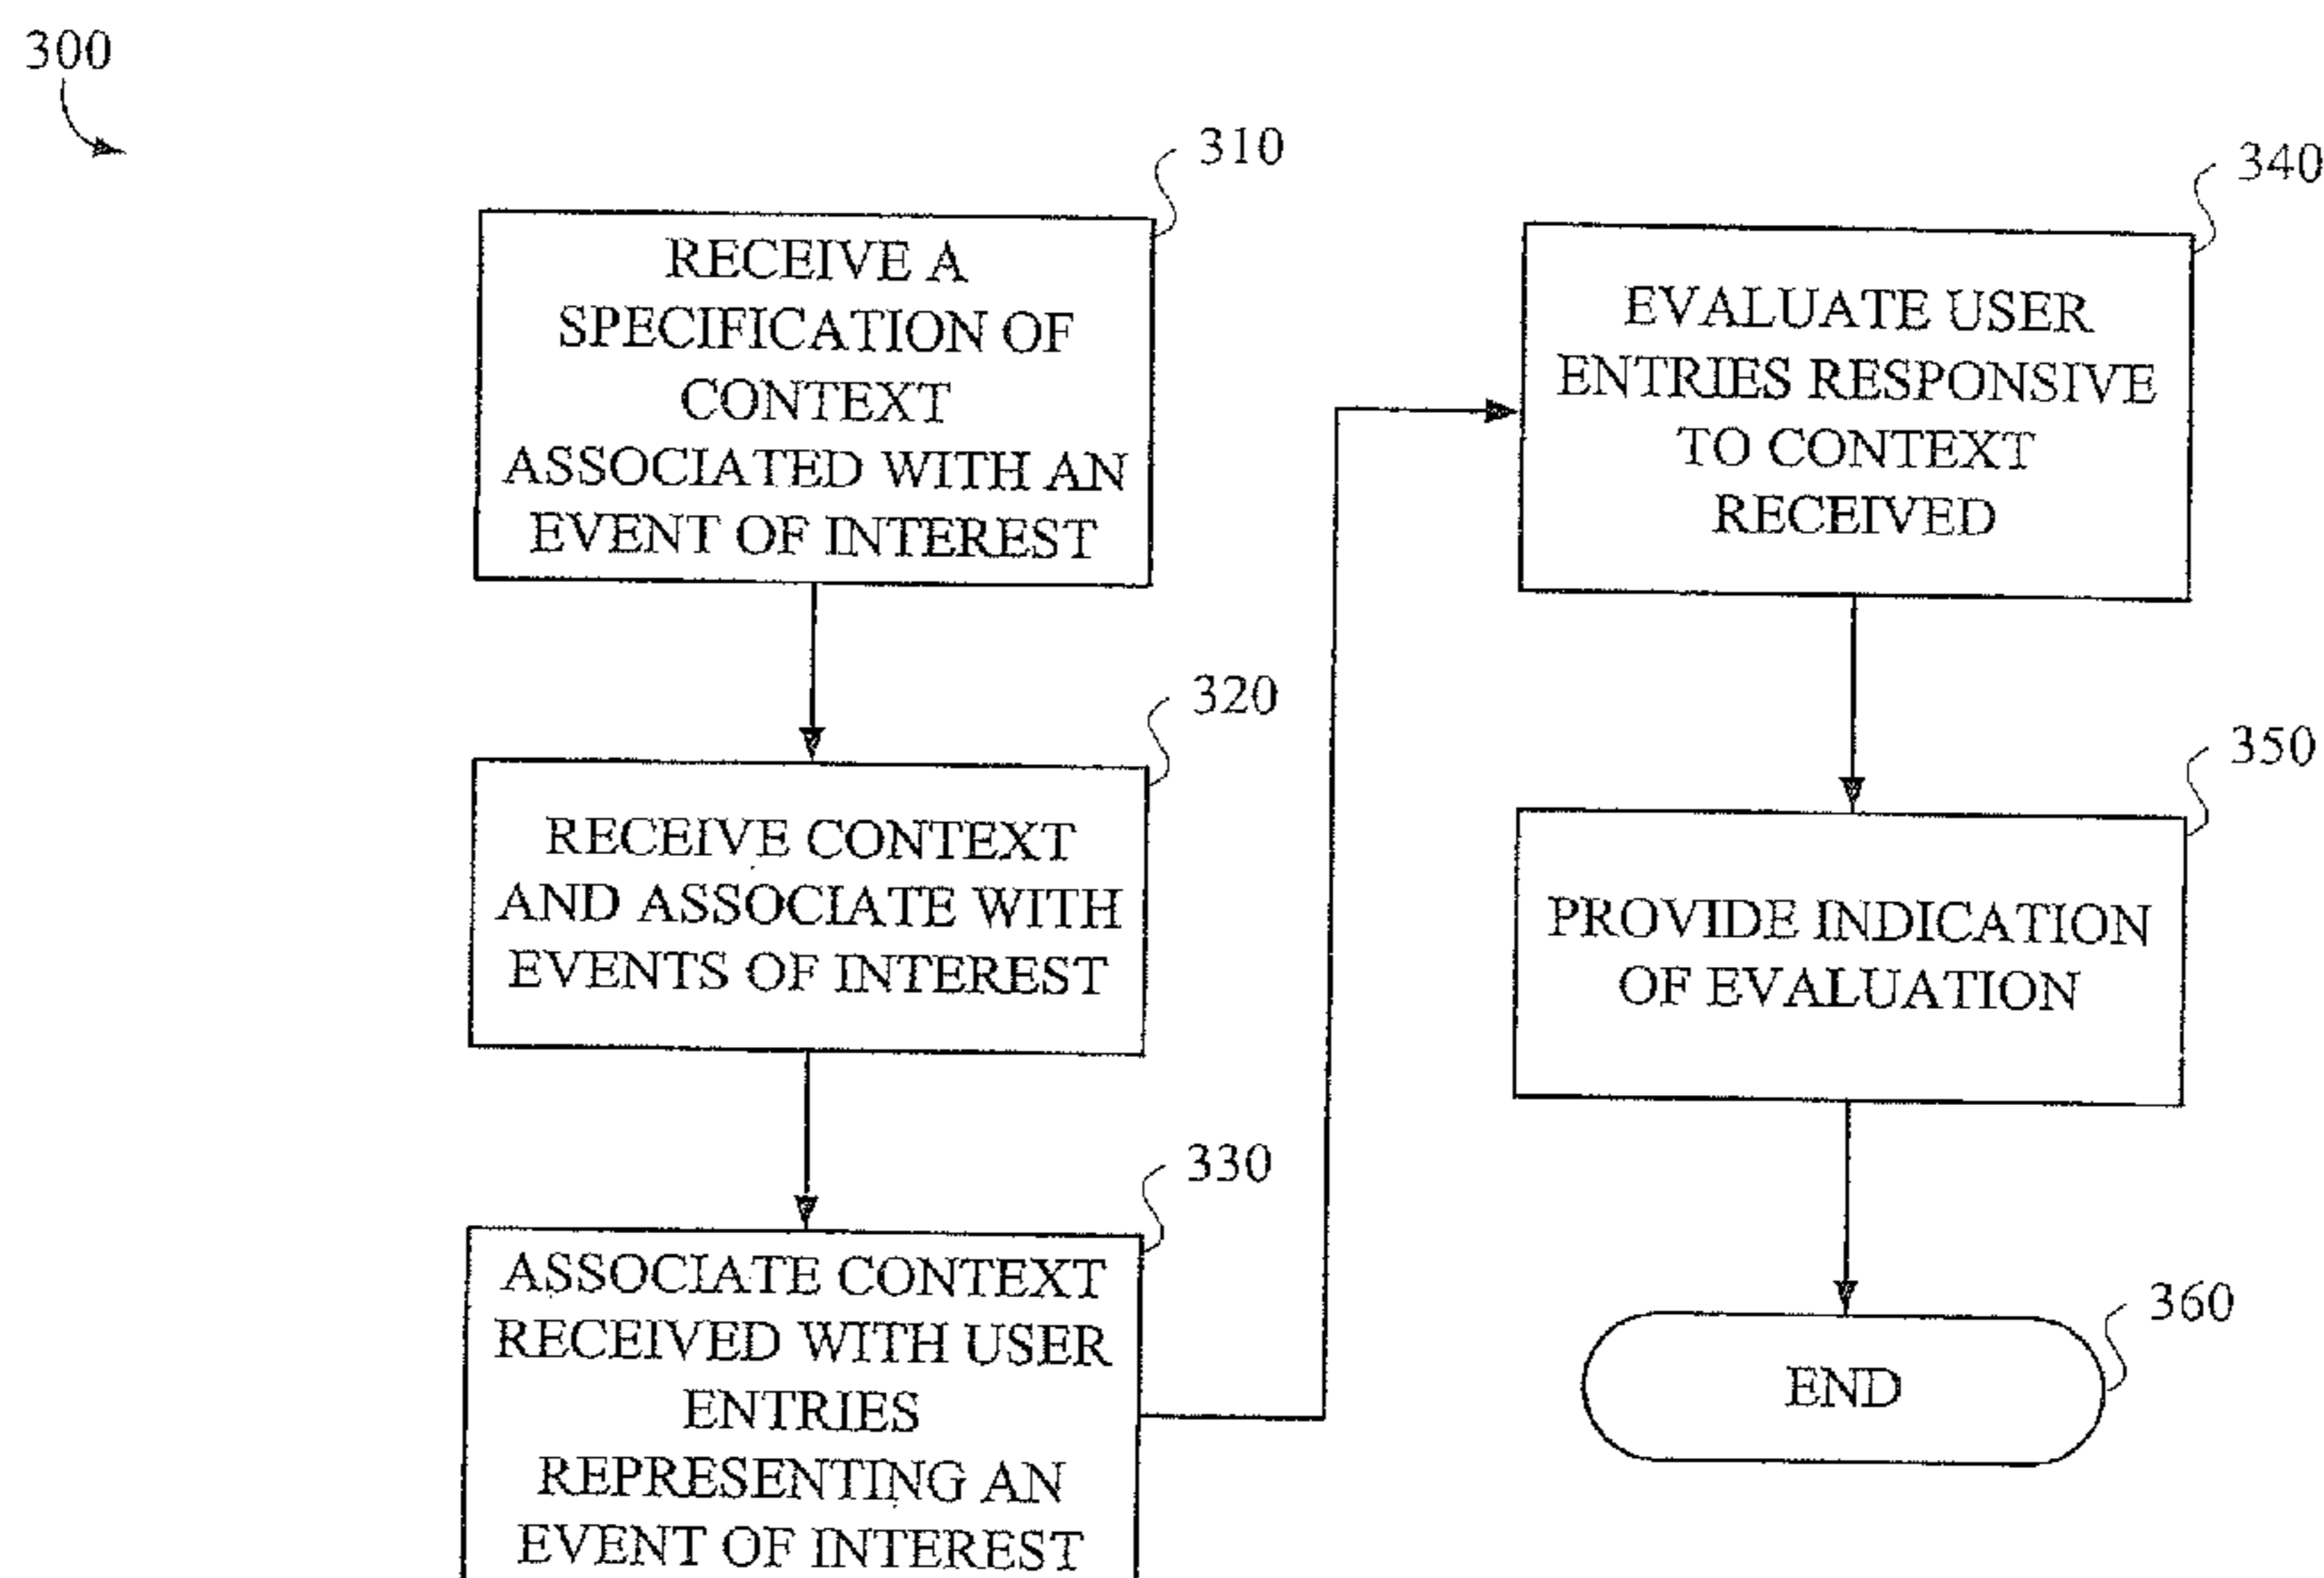 300
310
RECEIVE A
SPECIFICATION OF
CONTEXT
ASSOCIATED WITH AN
EVENT OF INTEREST
320
RECEIVE CONTEXT
AND ASSOCIATE WITH
EVENTS OF INTEREST
330
ASSOCIATE CONTEXT
RECEIVED WITH USER
ENTRIES
REPRESENTING AN
EVENT OF INTEREST
340
EVALUATE USER
ENTRIES RESPONSIVE
TO CONTEXT
RECEIVED
350
PROVIDE INDICATION
OF EVALUATION
360
END